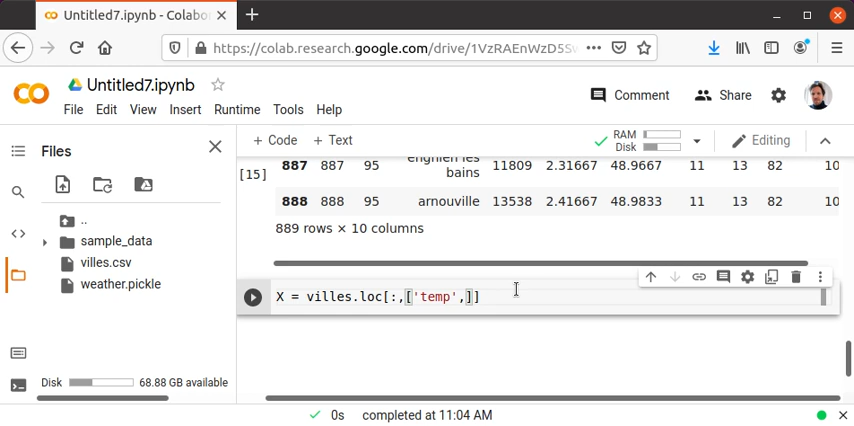 Untitled7.ipynb - Colabo
https://colab.research.google.com/drive/1VzRAEnWzD5Sw
Untitled7.ipynb
File Edit View Insert Runtime Tools Help
Comment
Share
Files
+ Code + Text
RAM
Disk
Editing
..
sample_data
villes.csv
weather.pickle
Disk 68.88 GB available
[15]
887 887 95 enghien les bains 11809 2.31667 48.9667 11 13 82 10
888 888 95 arnouville 13538 2.41667 48.9833 11 13 82 10
889 rows × 10 columns
X = villes.loc[:,['temp',]]
0s completed at 11:04 AM